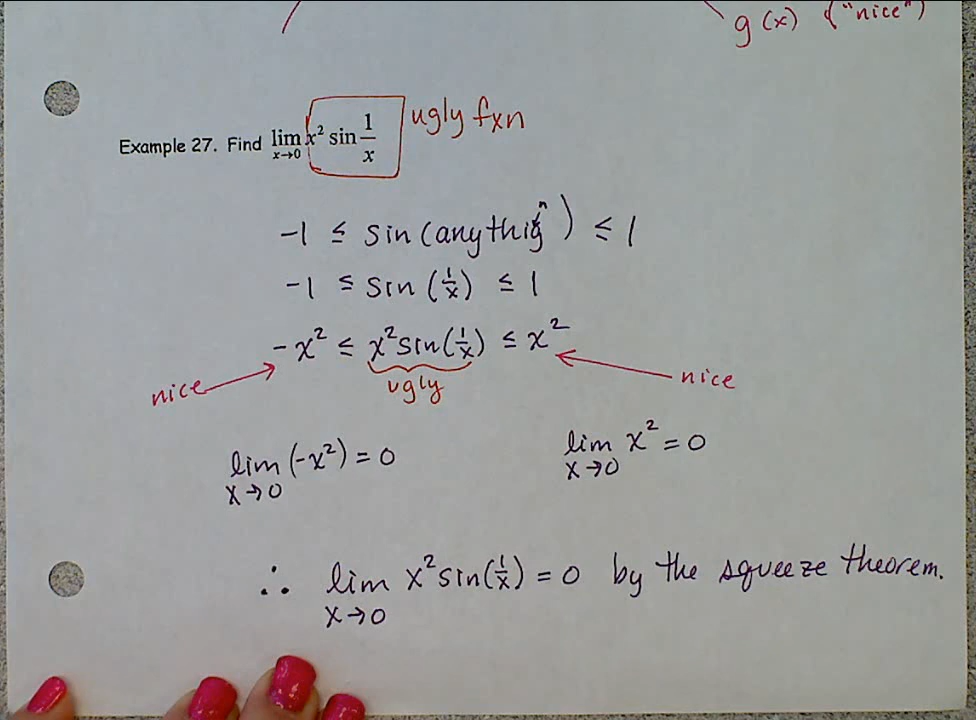 g(x) ("nice")
Example 27. Find lim x→0 x² sin 1/x ugly fxn
-1 ≤ sin(anything) ≤ 1
-1 ≤ sin(1/x) ≤ 1
-x² ≤ x²sin(1/x) ≤ x²
nice ugly nice
lim x→0 (-x²) = 0 lim x→0 x² = 0
∴ lim x→0 x²sin(1/x) = 0 by the squeeze theorem.